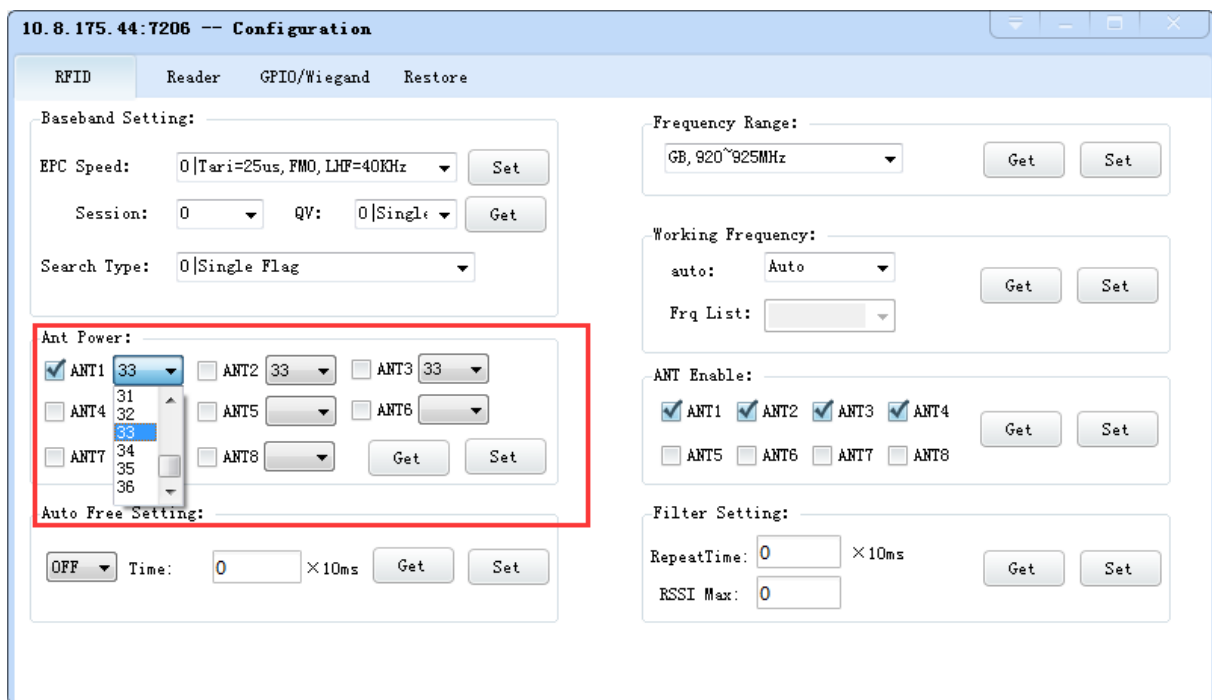 10.8.175.44:7206 -- Configuration
RFID Reader GPIO/Wiegand Restore
Baseband Setting:
EPC Speed: 0|Tari=25us, FM0, LHF=40KHz Set
Session: 0 QV: 0|Single Get
Search Type: 0|Single Flag
Ant Power:
ANT1 33 ANT2 33 ANT3 33
31
ANT4 32 ANT5 ANT6
33
34
ANT7 35 ANT8 Get Set
36
Auto Free Setting:
OFF Time: 0 ×10ms Get Set
Frequency Range:
GB, 920~925MHz Get Set
Working Frequency:
auto: Auto Get Set
Frq List:
ANT Enable:
ANT1 ANT2 ANT3 ANT4 Get Set
ANT5 ANT6 ANT7 ANT8
Filter Setting:
RepeatTime: 0 ×10ms Get Set
RSSI Max: 0